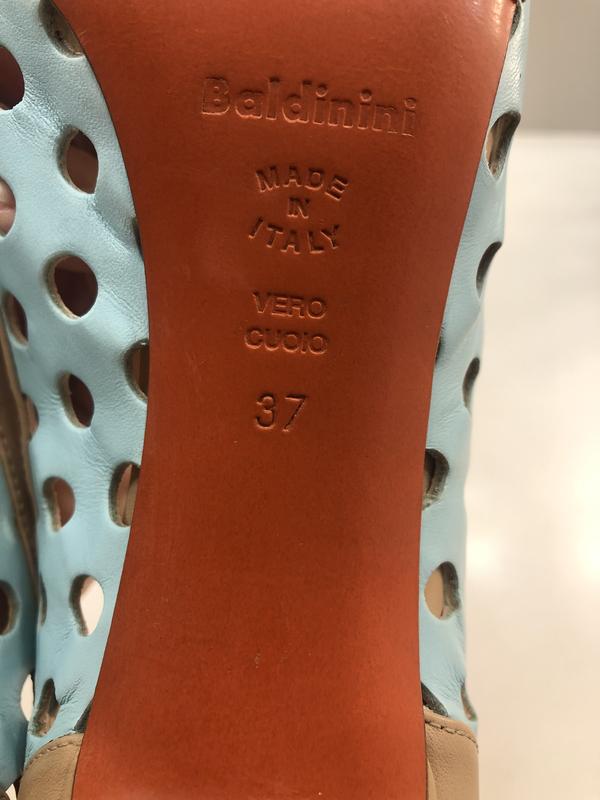 Baldinini
MADE
IN
ITALY
VERO
CUOIO
37